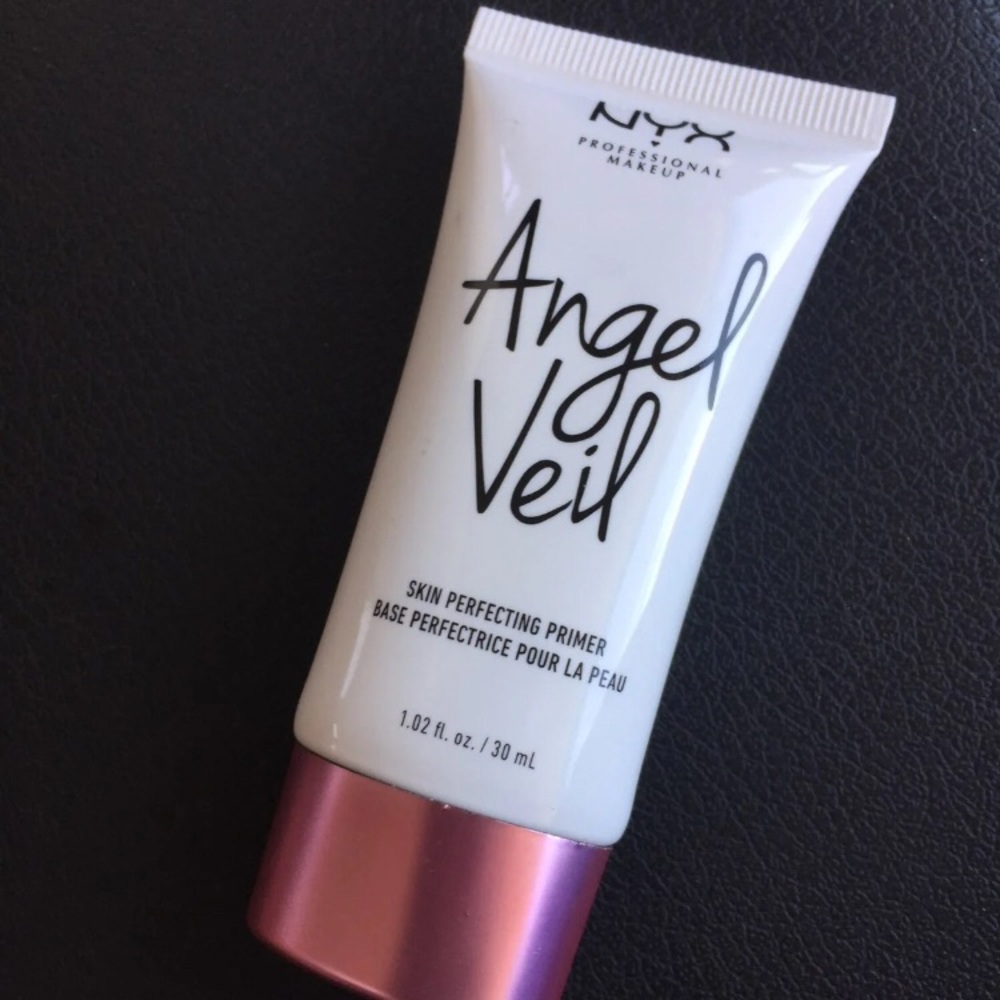 NYX
PROFESSIONAL
MAKEUP
Angel
Veil
SKIN PERFECTING PRIMER
BASE PERFECTRICE POUR LA PEAU
1.02 fl. oz. / 30 mL